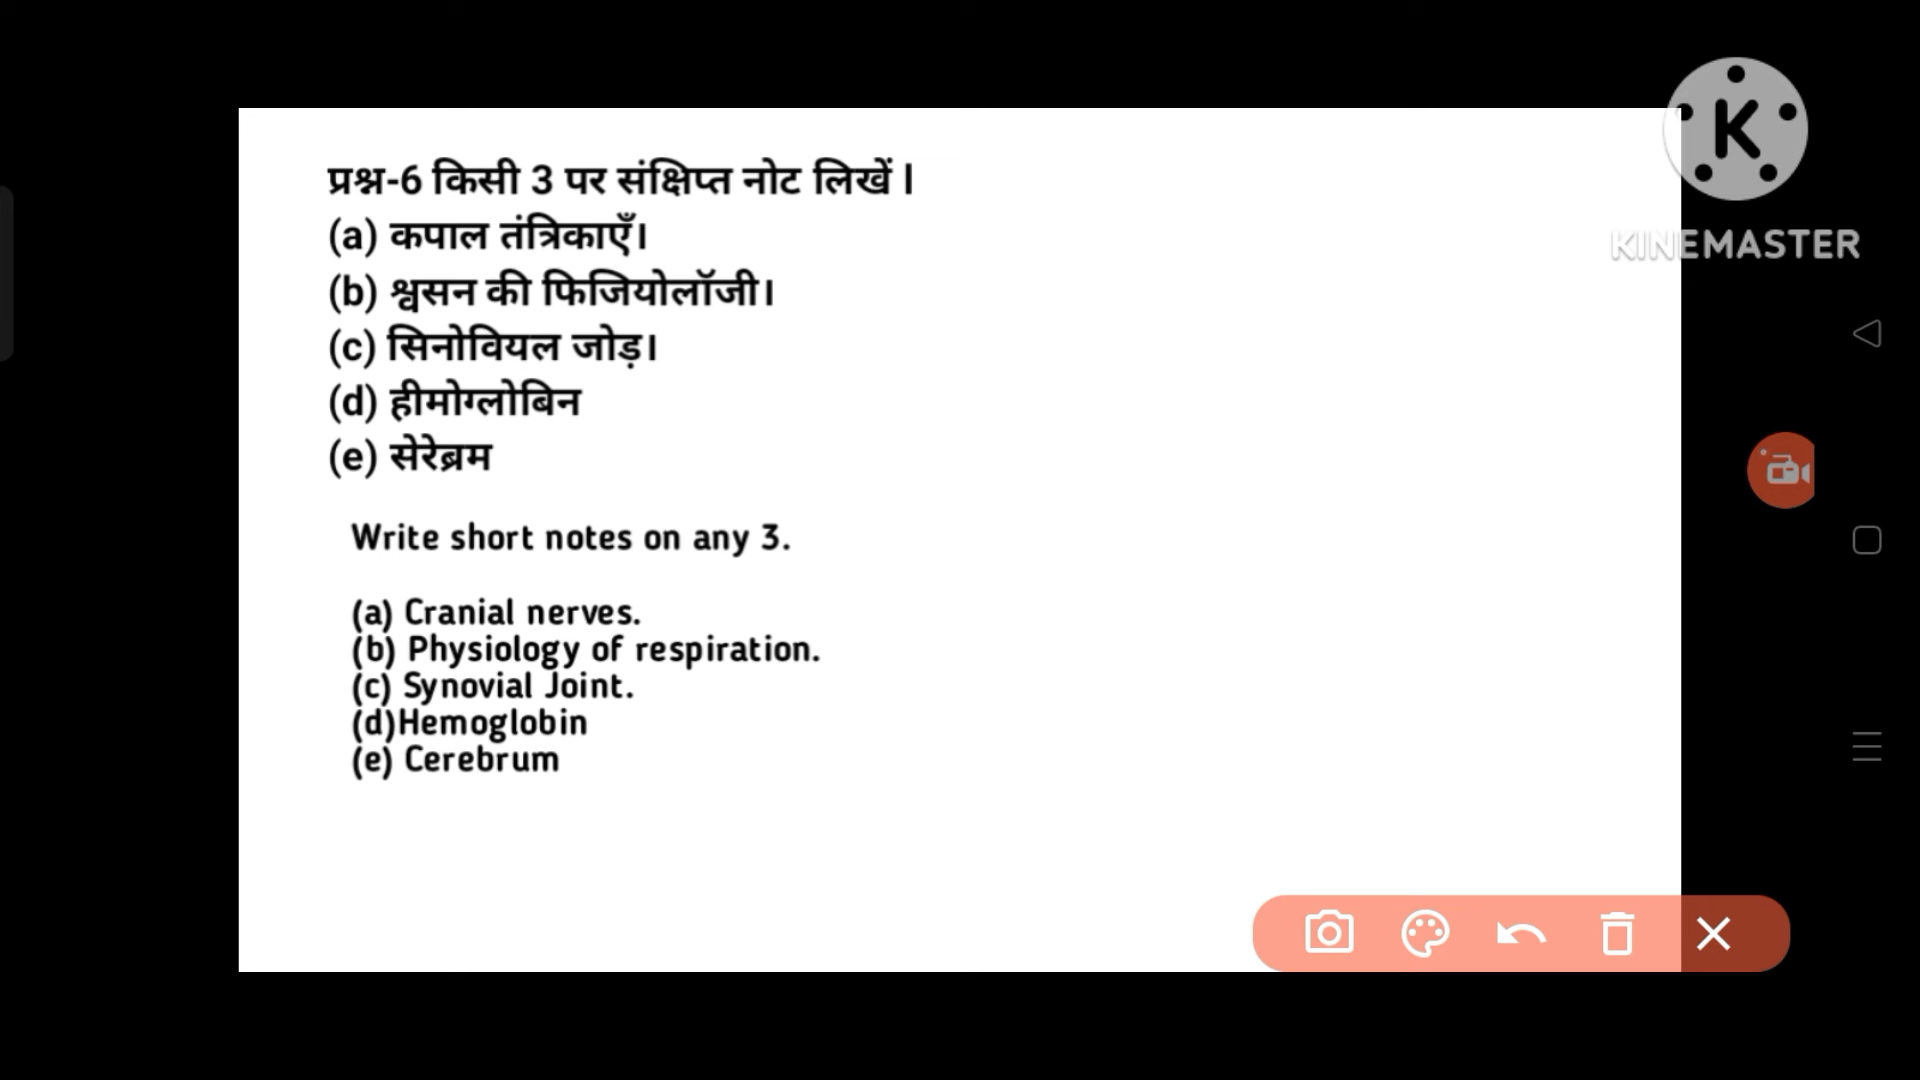 प्रश्न-6 किसी 3 पर संक्षिप्त नोट लिखें |
(a) कपाल तंत्रिकाएँ।
(b) श्वसन की फिजियोलॉजी।
(c) सिनोवियल जोड़।
(d) हीमोग्लोबिन
(e) सेरेब्रम
Write short notes on any 3.
(a) Cranial nerves.
(b) Physiology of respiration.
(c) Synovial Joint.
(d)Hemoglobin
(e) Cerebrum
K
KINEMASTER